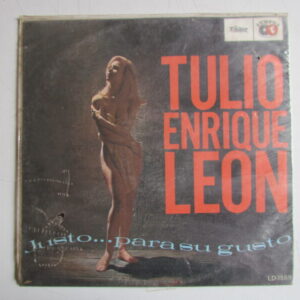 TULIO
ENRIQUE
LEON
Justo...para su gusto